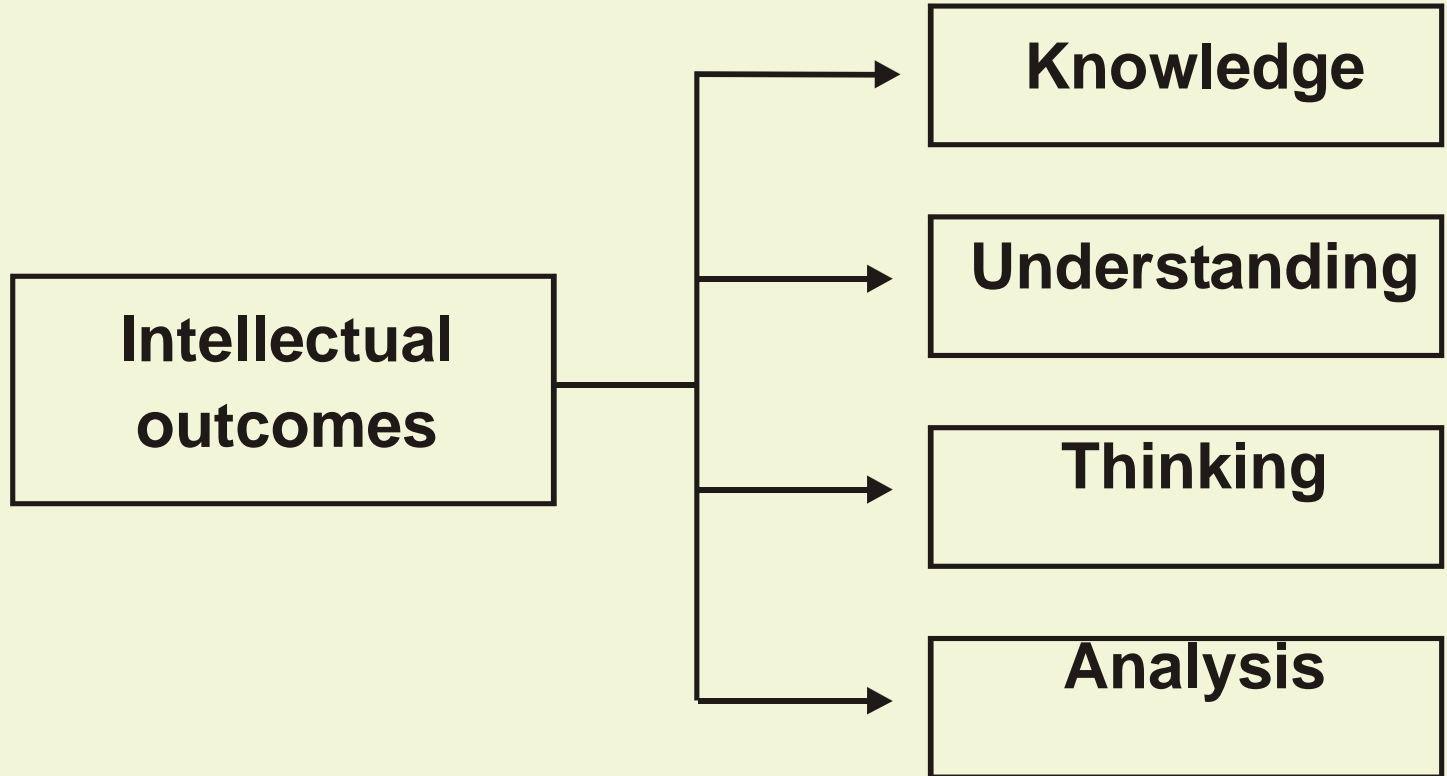 Intellectual
outcomes
Knowledge
Understanding
Thinking
Analysis